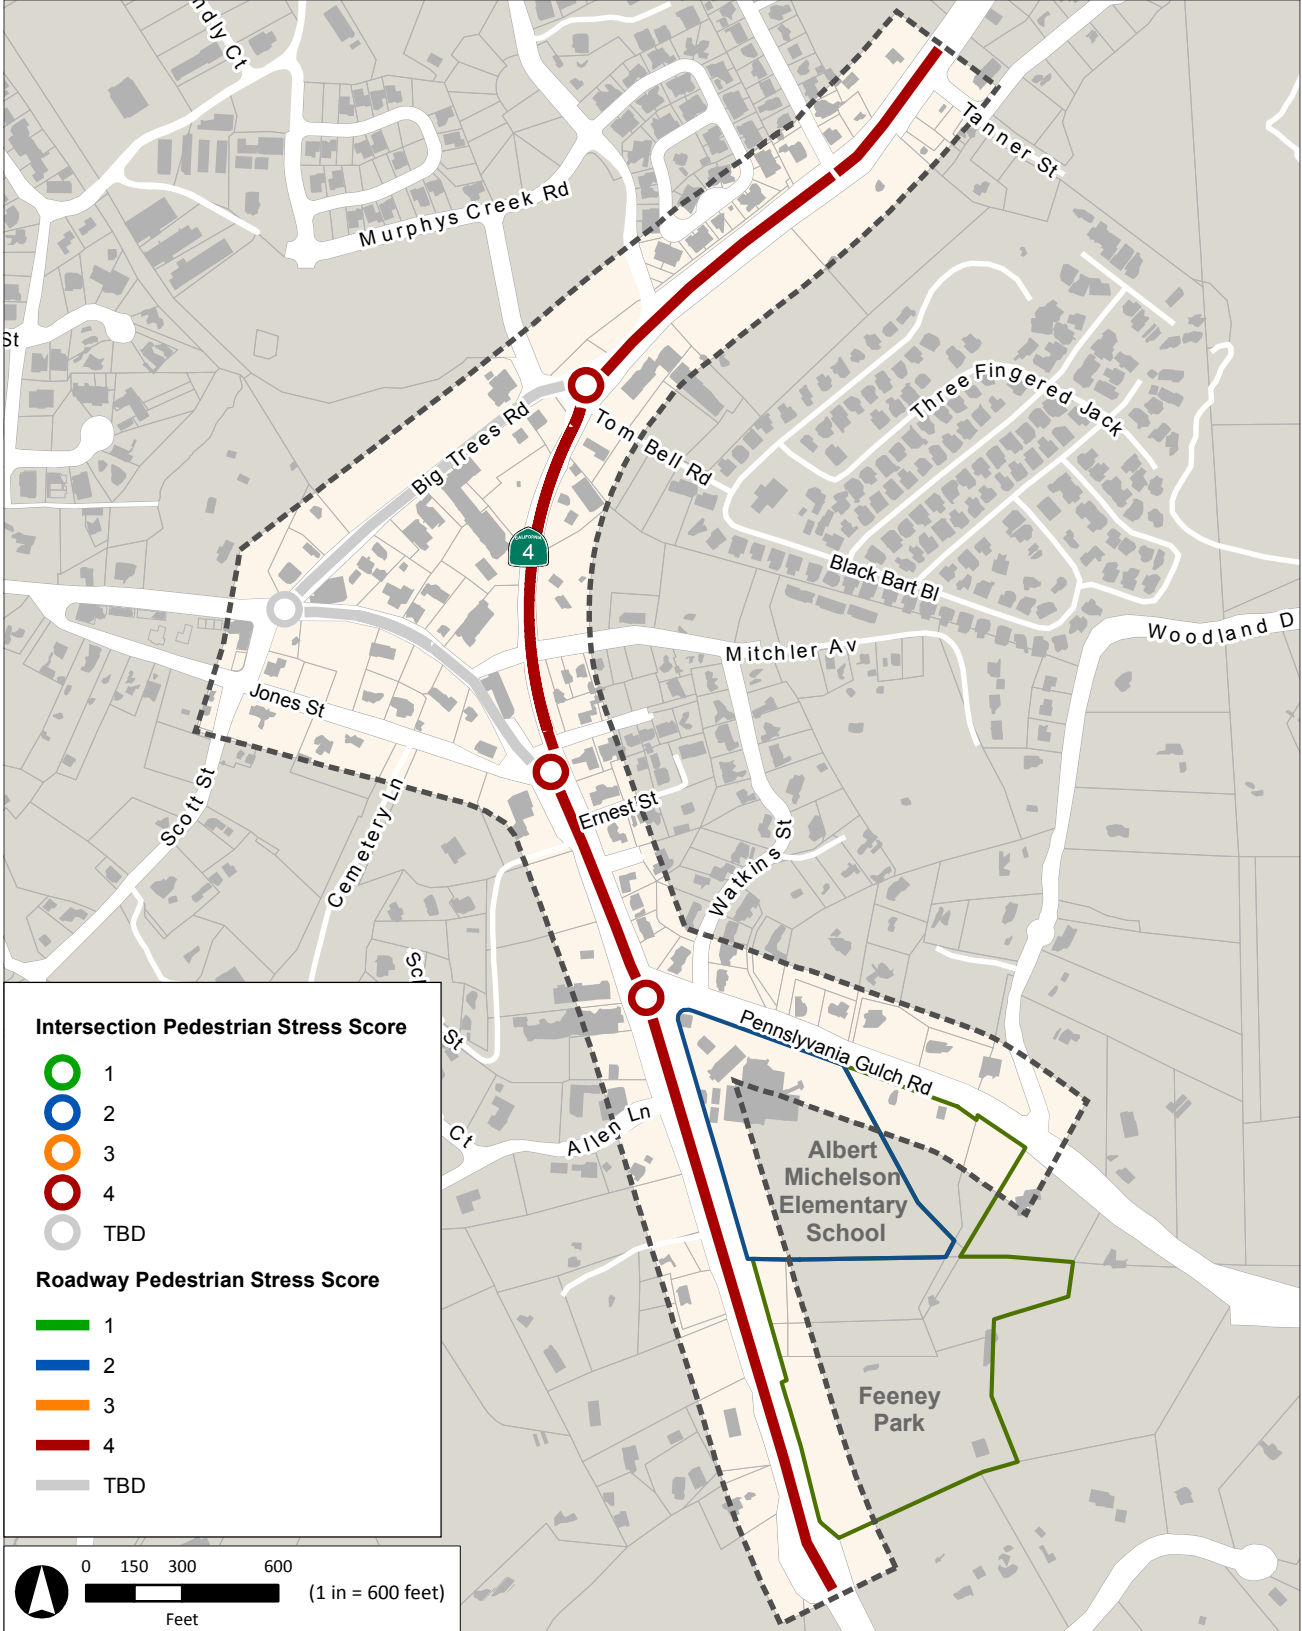 ndly Ct
Tanner St
Murphys Creek Rd
St
Three Fingered Jack
Big Trees Rd
Tom Bell Rd
CALIFORNIA
4
Black Bart Bl
Woodland D
Mitchler Av
Jones St
Scott St
Cemetery Ln
Ernest St
Watkins St
Sc
St
Pennslyvania Gulch Rd
Ct
Allen Ln
Albert
Michelson
Elementary
School
Feeney
Park
Intersection Pedestrian Stress Score
1
2
3
4
TBD
Roadway Pedestrian Stress Score
1
2
3
4
TBD
0 150 300 600
(1 in = 600 feet)
Feet